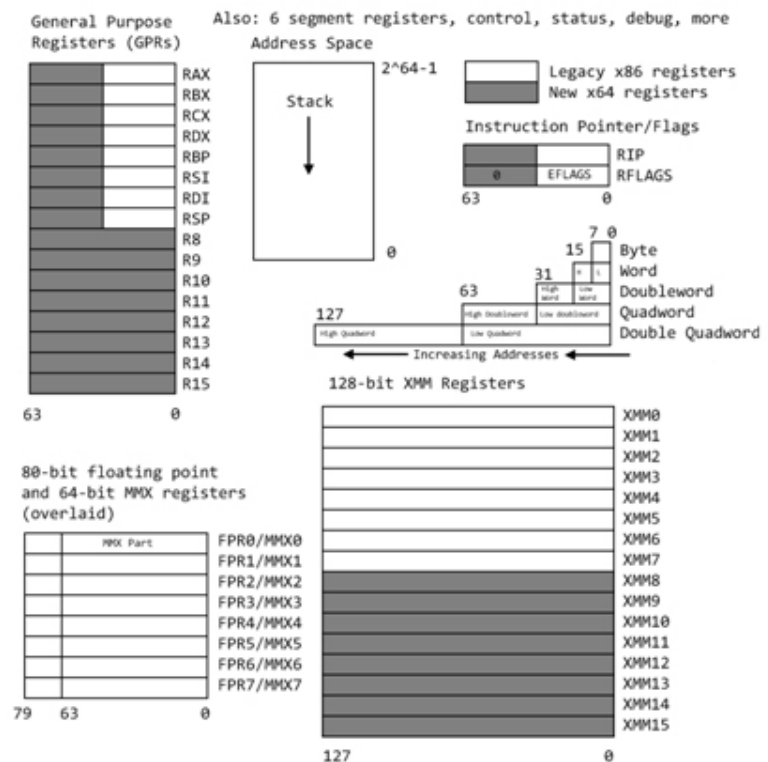 General Purpose
Registers (GPRs)
Also: 6 segment registers, control, status, debug, more
Address Space
RAX
RBX
RCX
RDX
RBP
RSI
RDI
RSP
R8
R9
R10
R11
R12
R13
R14
R15
63 0
2^64-1
Stack
0
Legacy x86 registers
New x64 registers
Instruction Pointer/Flags
RIP
0 EFLAGS RFLAGS
63 0
7 0
Byte
15
H L Word
31
High Word Low Word Doubleword
63
High Doubleword Low doubleword Quadword
127
High Quadword Low Quadword Double Quadword
Increasing Addresses
128-bit XMM Registers
XMM0
XMM1
XMM2
XMM3
XMM4
XMM5
XMM6
XMM7
XMM8
XMM9
XMM10
XMM11
XMM12
XMM13
XMM14
XMM15
127 0
80-bit floating point
and 64-bit MMX registers
(overlaid)
MMX Part FPR0/MMX0
FPR1/MMX1
FPR2/MMX2
FPR3/MMX3
FPR4/MMX4
FPR5/MMX5
FPR6/MMX6
FPR7/MMX7
79 63 0